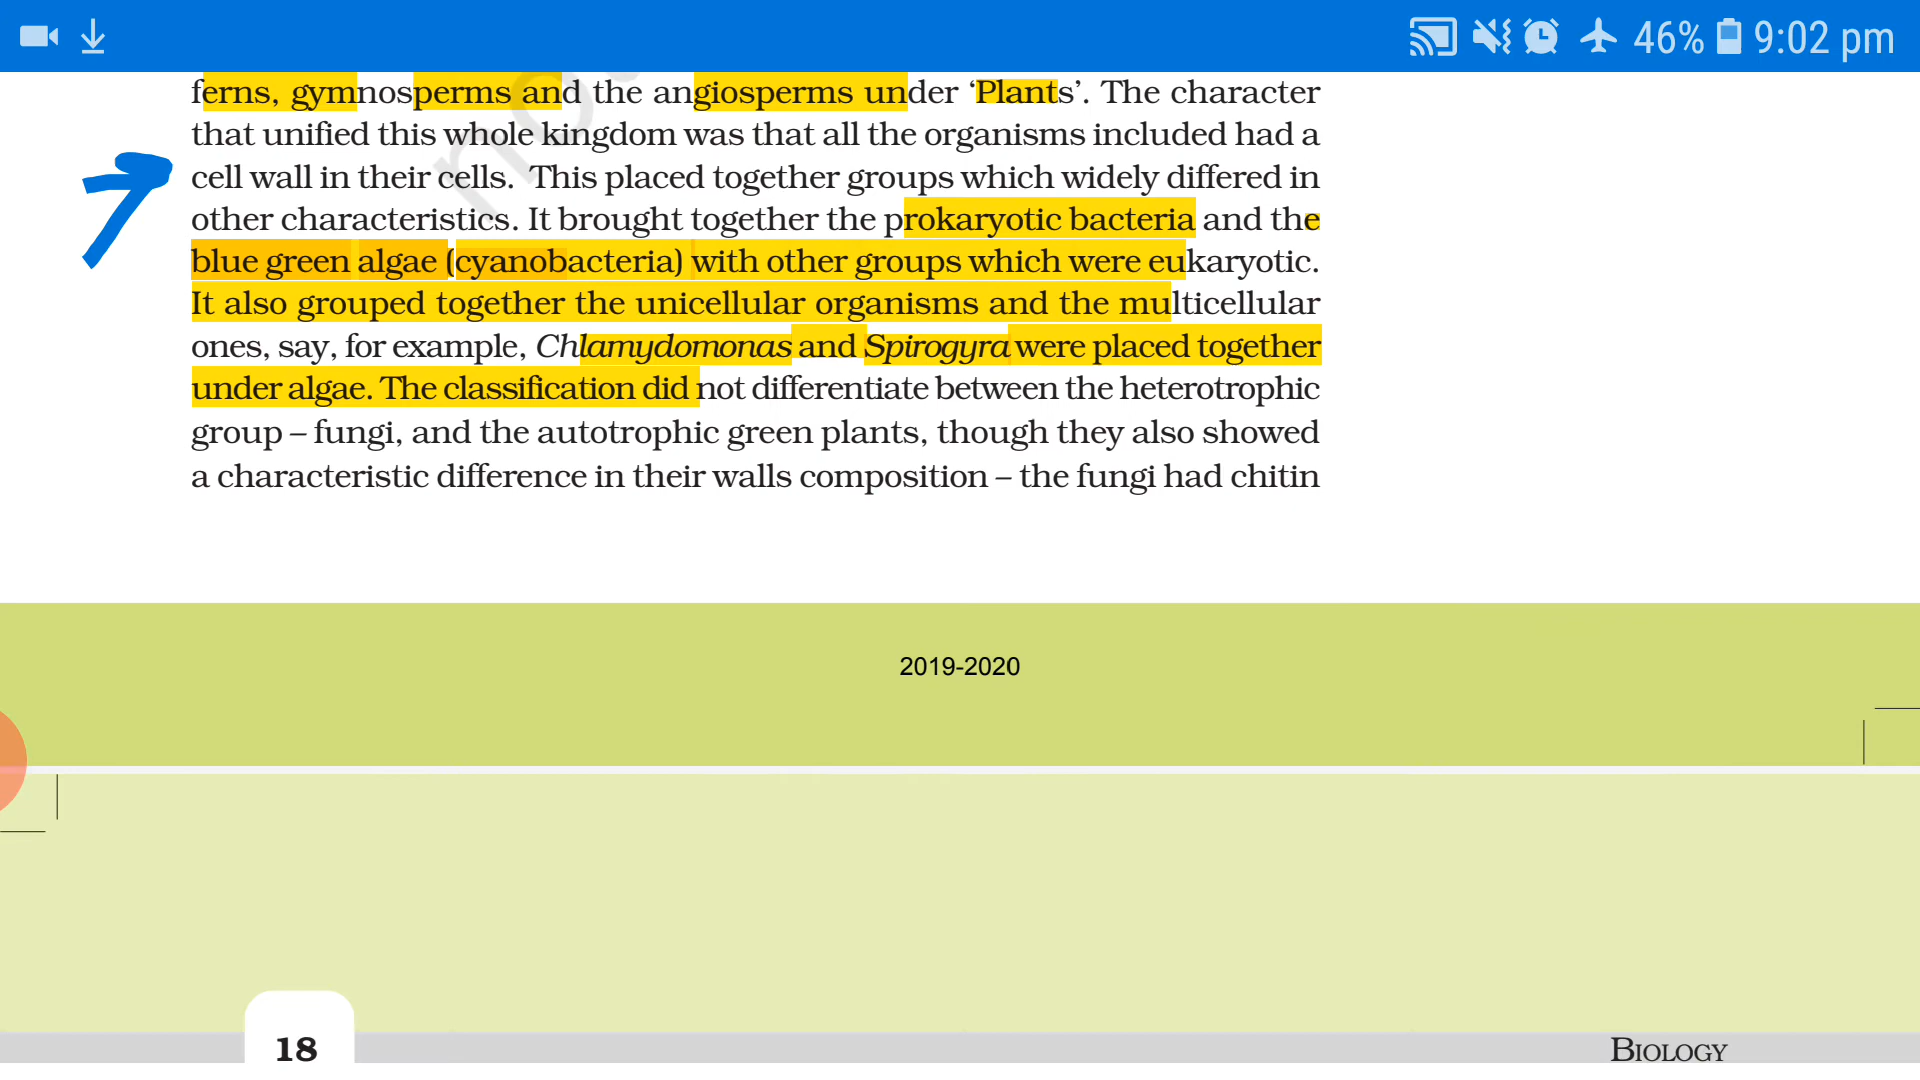 46% 9:02 pm
ferns, gymnosperms and the angiosperms under ‘Plants’. The character
that unified this whole kingdom was that all the organisms included had a
cell wall in their cells. This placed together groups which widely differed in
other characteristics. It brought together the prokaryotic bacteria and the
blue green algae (cyanobacteria) with other groups which were eukaryotic.
It also grouped together the unicellular organisms and the multicellular
ones, say, for example, Chlamydomonas and Spirogyra were placed together
under algae. The classification did not differentiate between the heterotrophic
group – fungi, and the autotrophic green plants, though they also showed
a characteristic difference in their walls composition – the fungi had chitin
2019-2020
18 BIOLOGY